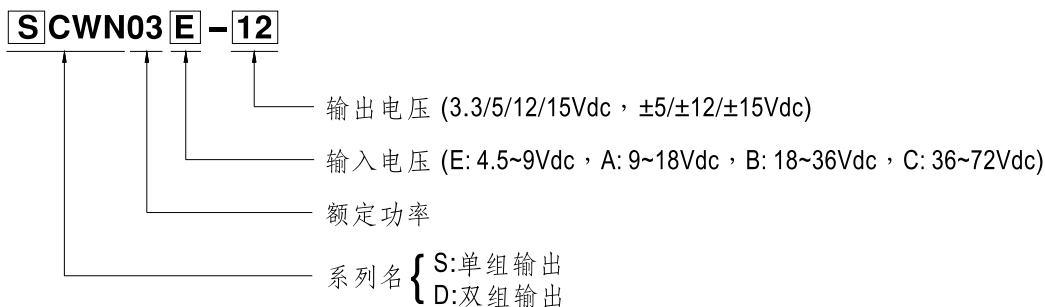 SCWN03E-12
输出电压 (3.3/5/12/15Vdc，±5/±12/±15Vdc)
输入电压 (E: 4.5~9Vdc，A: 9~18Vdc，B: 18~36Vdc，C: 36~72Vdc)
额定功率
系列名{ S:单组输出
D:双组输出